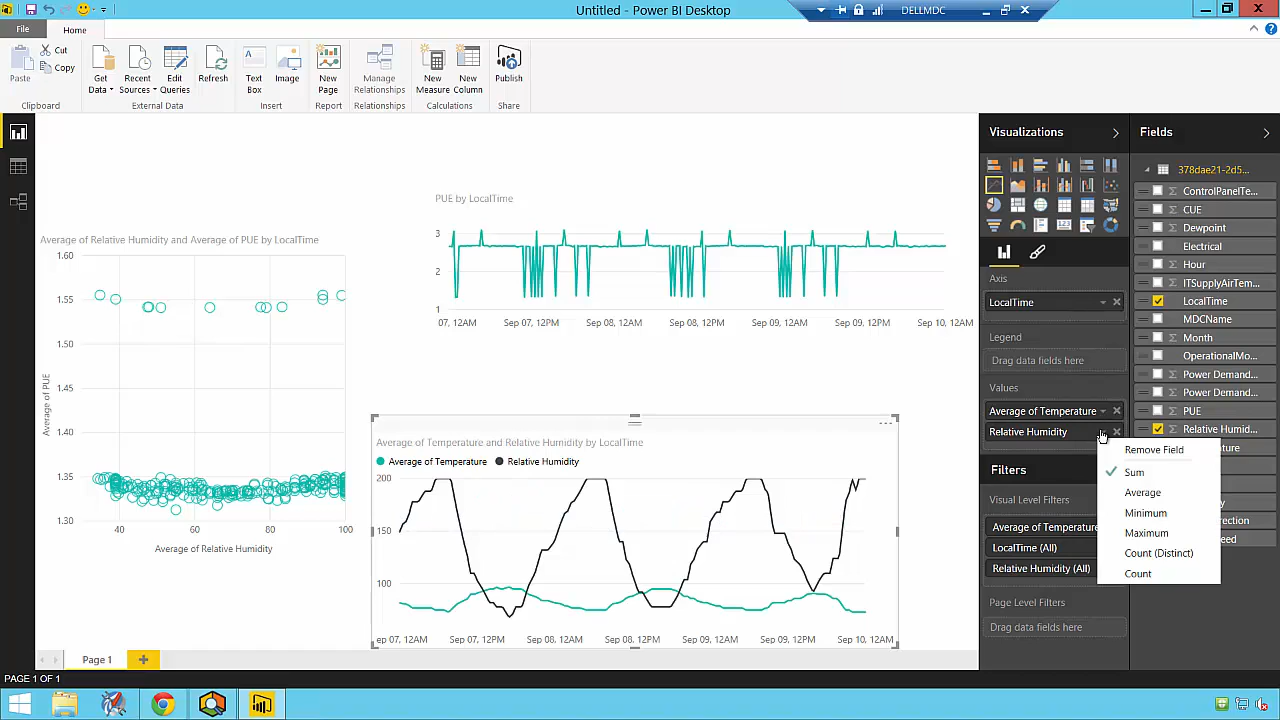 Untitled - Power BI Desktop
DELLMDC
File
Home
Paste
Cut
Copy
Clipboard
Get Data
Recent Sources
Edit Queries
Refresh
External Data
Text Box
Image
Insert
New Page
Report
Manage Relationships
Relationships
New Measure
New Column
Calculations
Publish
Share
Average of Relative Humidity and Average of PUE by LocalTime
Average of PUE
1.60
1.55
1.50
1.45
1.40
1.35
1.30
40
60
80
100
Average of Relative Humidity
PUE by LocalTime
3
2
1
07, 12AM
Sep 07, 12PM
Sep 08, 12AM
Sep 08, 12PM
Sep 09, 12AM
Sep 09, 12PM
Sep 10, 12AM
Average of Temperature and Relative Humidity by LocalTime
Average of Temperature
Relative Humidity
200
150
100
ep 07, 12AM
Sep 07, 12PM
Sep 08, 12AM
Sep 08, 12PM
Sep 09, 12AM
Sep 09, 12PM
Sep 10, 12AM
Visualizations
Axis
LocalTime
Legend
Drag data fields here
Values
Average of Temperature
Relative Humidity
Filters
Visual Level Filters
Average of Temperature
LocalTime (All)
Relative Humidity (All)
Page Level Filters
Drag data fields here
Remove Field
Sum
Average
Minimum
Maximum
Count (Distinct)
Count
Fields
378dae21-2d5...
ControlPanelTe...
CUE
Dewpoint
Electrical
Hour
ITSupplyAirTem...
LocalTime
MDCName
Month
OperationalMo...
Power Demand...
Power Demand...
PUE
Relative Humid...
ature
y
irection
eed
Page 1
PAGE 1 OF 1